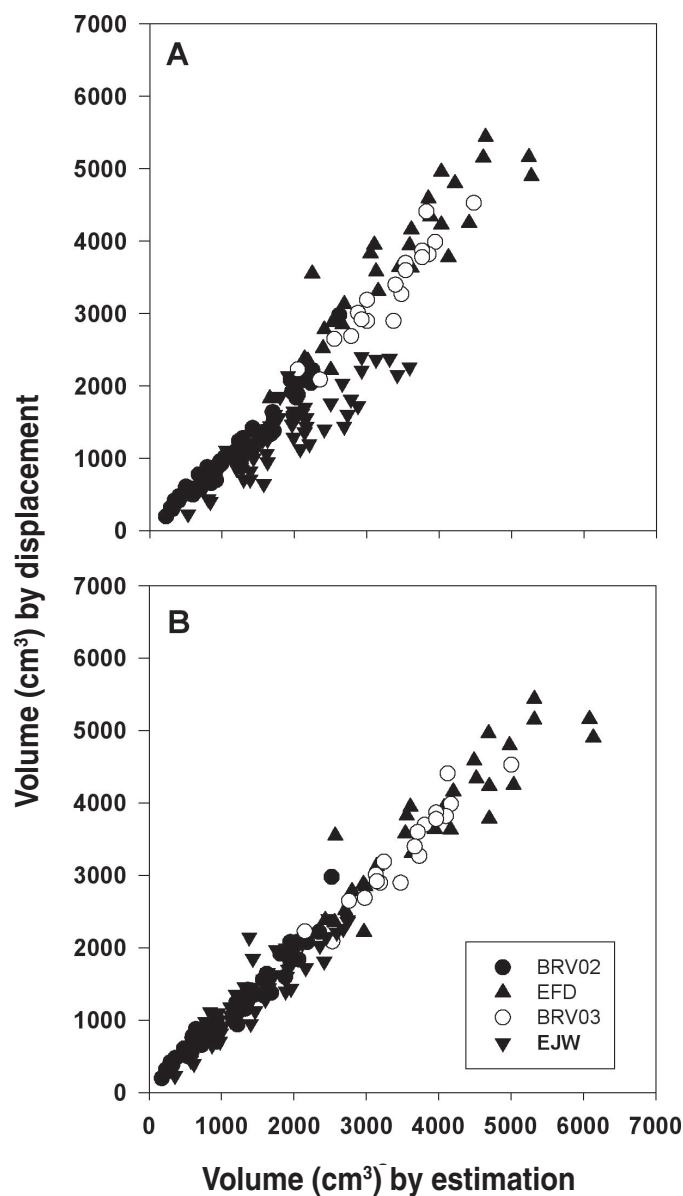 7000
A
6000
5000
4000
3000
2000
1000
0
7000
B
6000
5000
4000
3000
2000
1000
0
BRV02
EFD
BRV03
EJW
0 1000 2000 3000 4000 5000 6000 7000
Volume (cm³) by displacement
Volume (cm³) by estimation